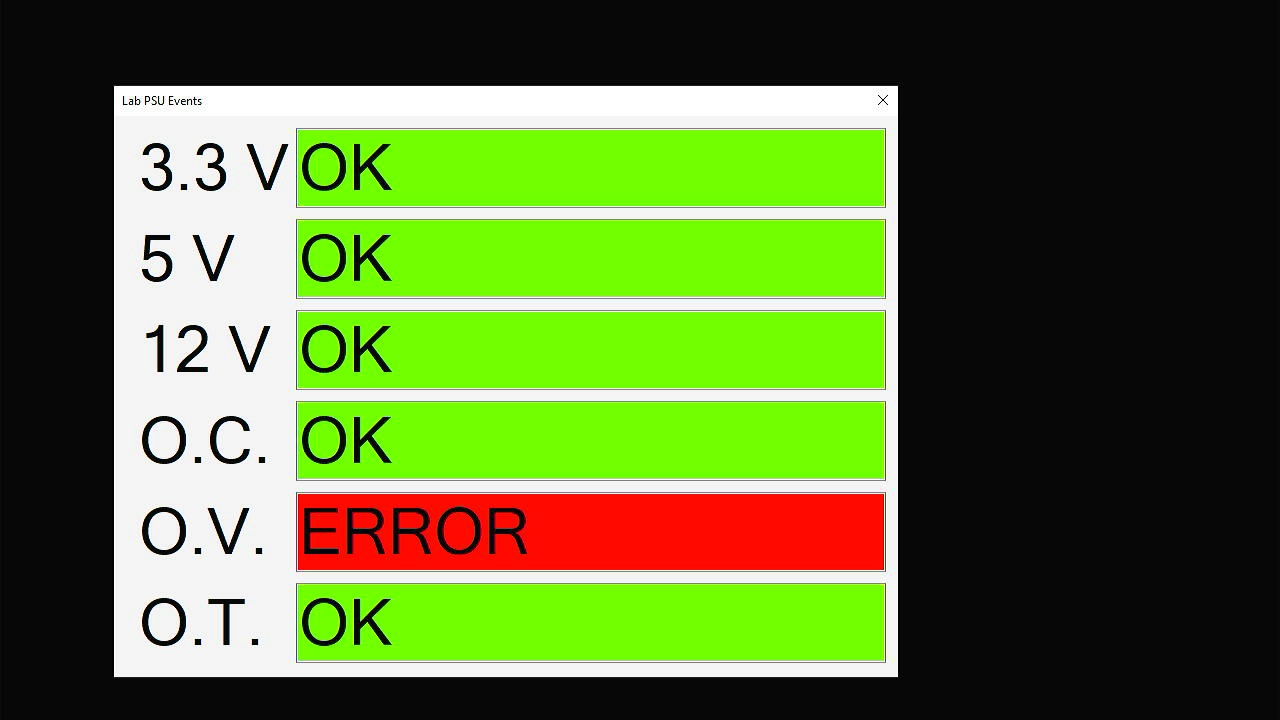 Lab PSU Events
3.3 V OK
5 V OK
12 V OK
O.C. OK
O.V. ERROR
O.T. OK